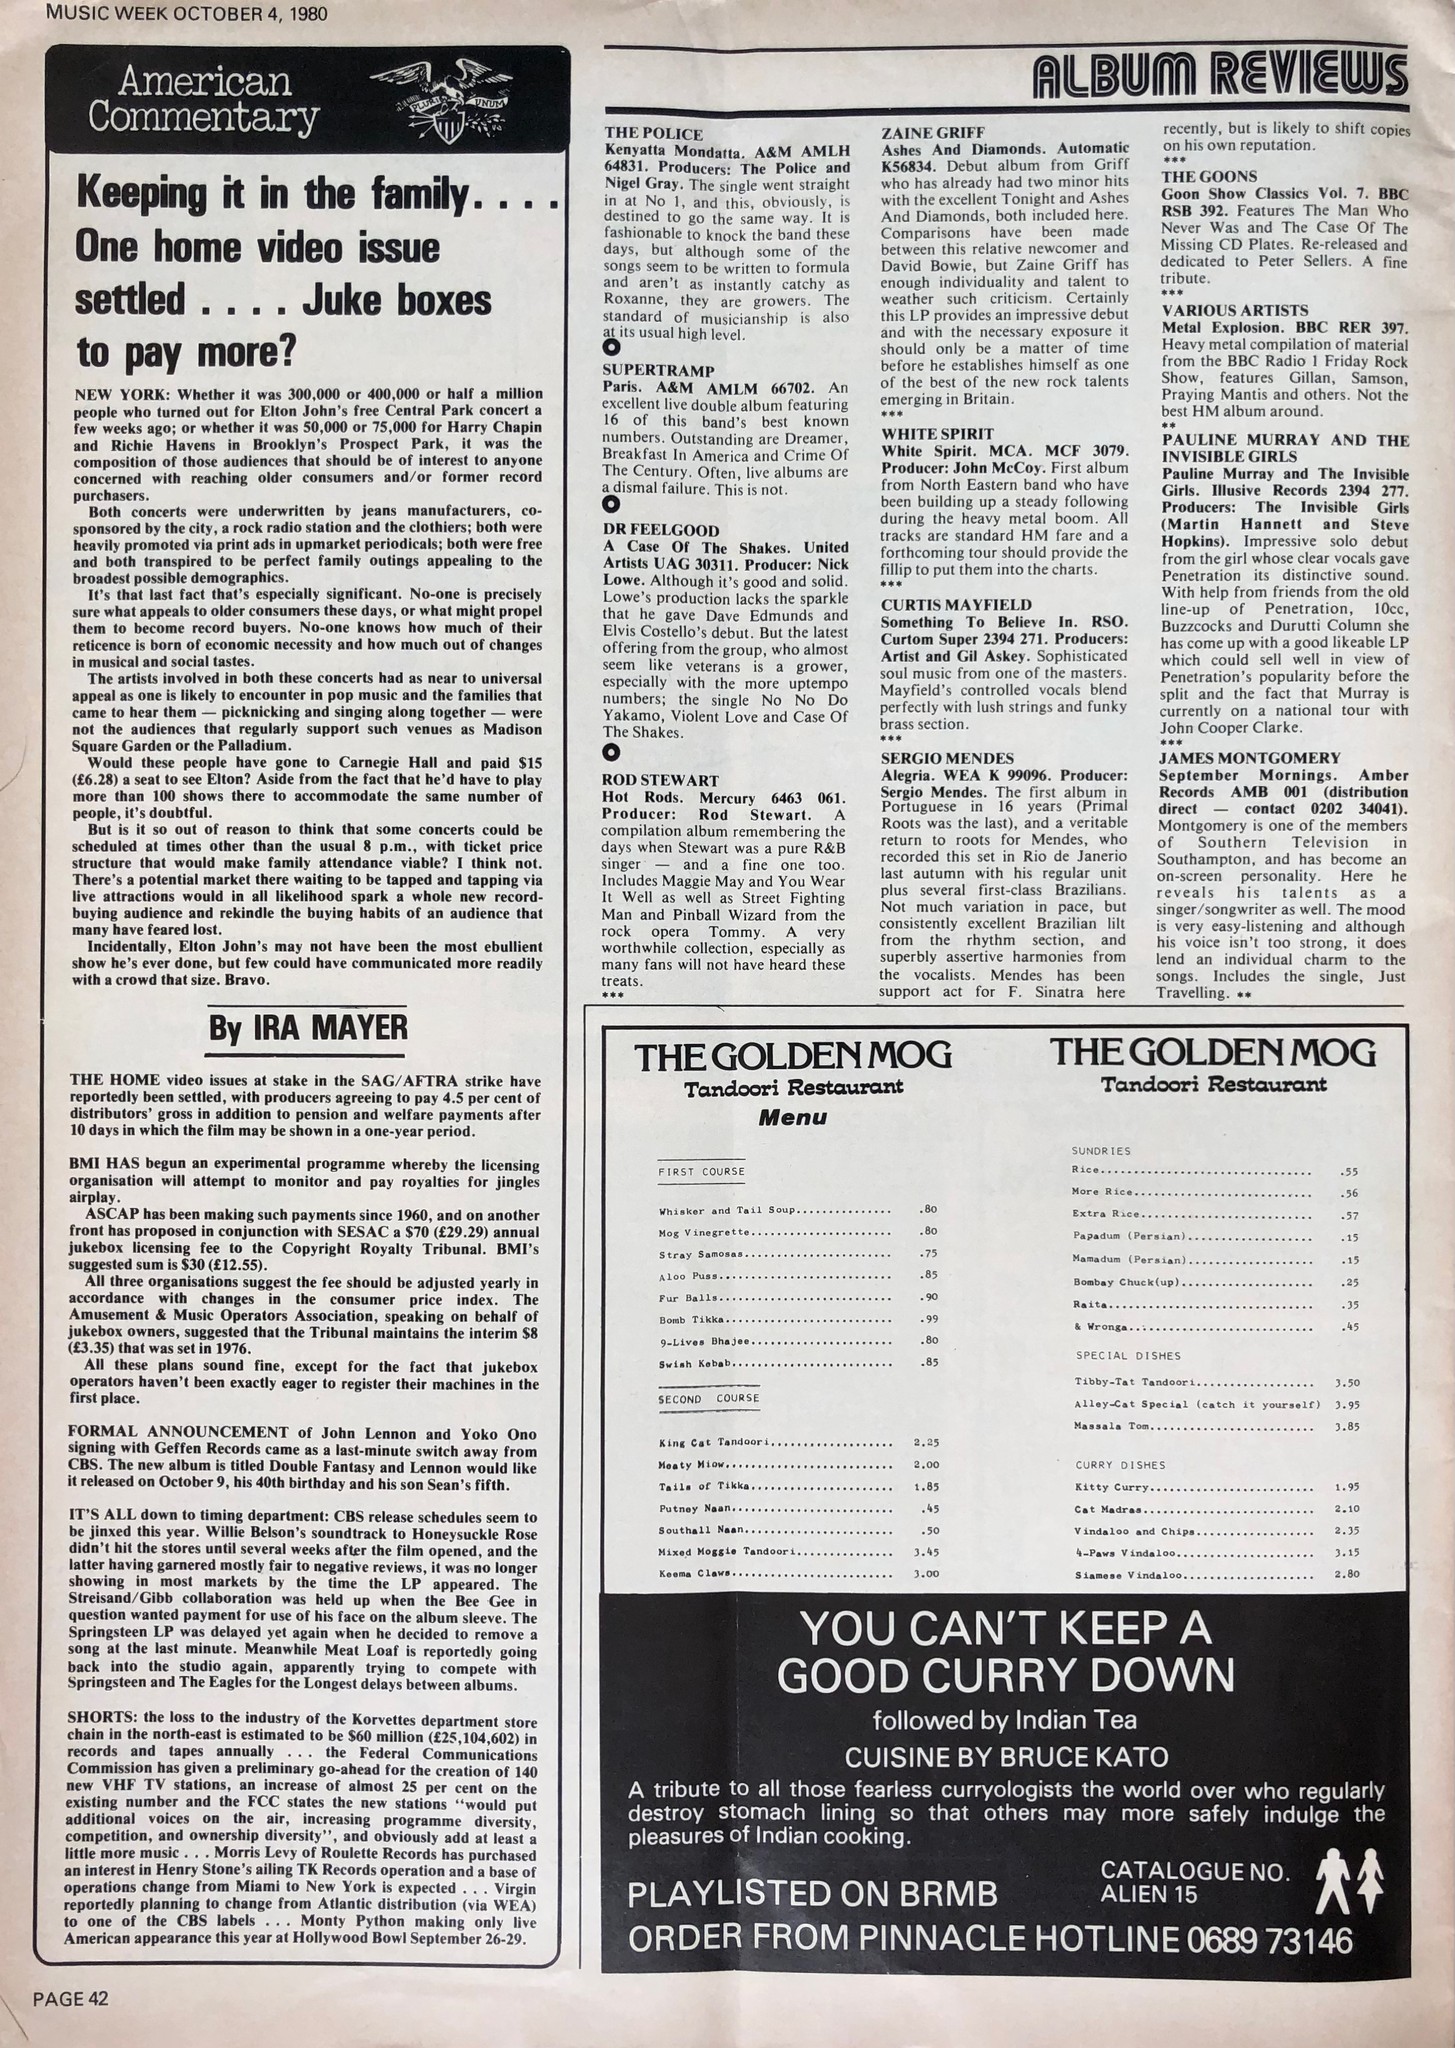 MUSIC WEEK OCTOBER 4, 1980
American
Commentary
PLURI UNUM
Keeping it in the family. . . .
One home video issue
settled . . . . Juke boxes
to pay more?
NEW YORK: Whether it was 300,000 or 400,000 or half a million
people who turned out for Elton John's free Central Park concert a
few weeks ago; or whether it was 50,000 or 75,000 for Harry Chapin
and Richie Havens in Brooklyn's Prospect Park, it was the
composition of those audiences that should be of interest to anyone
concerned with reaching older consumers and/or former record
purchasers.
Both concerts were underwritten by jeans manufacturers, co-
sponsored by the city, a rock radio station and the clothiers; both were
heavily promoted via print ads in upmarket periodicals; both were free
and both transpired to be perfect family outings appealing to the
broadest possible demographics.
It's that last fact that's especially significant. No-one is precisely
sure what appeals to older consumers these days, or what might propel
them to become record buyers. No-one knows how much of their
reticence is born of economic necessity and how much out of changes
in musical and social tastes.
The artists involved in both these concerts had as near to universal
appeal as one is likely to encounter in pop music and the families that
came to hear them — picknicking and singing along together — were
not the audiences that regularly support such venues as Madison
Square Garden or the Palladium.
Would these people have gone to Carnegie Hall and paid $15
(£6.28) a seat to see Elton? Aside from the fact that he'd have to play
more than 100 shows there to accommodate the same number of
people, it's doubtful.
But is it so out of reason to think that some concerts could be
scheduled at times other than the usual 8 p.m., with ticket price
structure that would make family attendance viable? I think not.
There's a potential market there waiting to be tapped and tapping via
live attractions would in all likelihood spark a whole new record-
buying audience and rekindle the buying habits of an audience that
many have feared lost.
Incidentally, Elton John's may not have been the most ebullient
show he's ever done, but few could have communicated more readily
with a crowd that size. Bravo.
By IRA MAYER
THE HOME video issues at stake in the SAG/AFTRA strike have
reportedly been settled, with producers agreeing to pay 4.5 per cent of
distributors' gross in addition to pension and welfare payments after
10 days in which the film may be shown in a one-year period.
BMI HAS begun an experimental programme whereby the licensing
organisation will attempt to monitor and pay royalties for jingles
airplay.
ASCAP has been making such payments since 1960, and on another
front has proposed in conjunction with SESAC a $70 (£29.29) annual
jukebox licensing fee to the Copyright Royalty Tribunal. BMI's
suggested sum is $30 (£12.55).
All three organisations suggest the fee should be adjusted yearly in
accordance with changes in the consumer price index. The
Amusement & Music Operators Association, speaking on behalf of
jukebox owners, suggested that the Tribunal maintains the interim $8
(£3.35) that was set in 1976.
All these plans sound fine, except for the fact that jukebox
operators haven't been exactly eager to register their machines in the
first place.
FORMAL ANNOUNCEMENT of John Lennon and Yoko Ono
signing with Geffen Records came as a last-minute switch away from
CBS. The new album is titled Double Fantasy and Lennon would like
it released on October 9, his 40th birthday and his son Sean's fifth.
IT'S ALL down to timing department: CBS release schedules seem to
be jinxed this year. Willie Belson's soundtrack to Honeysuckle Rose
didn't hit the stores until several weeks after the film opened, and the
latter having garnered mostly fair to negative reviews, it was no longer
showing in most markets by the time the LP appeared. The
Streisand/Gibb collaboration was held up when the Bee Gee in
question wanted payment for use of his face on the album sleeve. The
Springsteen LP was delayed yet again when he decided to remove a
song at the last minute. Meanwhile Meat Loaf is reportedly going
back into the studio again, apparently trying to compete with
Springsteen and The Eagles for the Longest delays between albums.
SHORTS: the loss to the industry of the Korvettes department store
chain in the north-east is estimated to be $60 million (£25,104,602) in
records and tapes annually . . . the Federal Communications
Commission has given a preliminary go-ahead for the creation of 140
new VHF TV stations, an increase of almost 25 per cent on the
existing number and the FCC states the new stations "would put
additional voices on the air, increasing programme diversity,
competition, and ownership diversity", and obviously add at least a
little more music . . . Morris Levy of Roulette Records has purchased
an interest in Henry Stone's ailing TK Records operation and a base of
operations change from Miami to New York is expected . . . Virgin
reportedly planning to change from Atlantic distribution (via WEA)
to one of the CBS labels . . . Monty Python making only live
American appearance this year at Hollywood Bowl September 26-29.
PAGE 42
ALBUM REVIEWS
THE POLICE
Kenyatta Mondatta. A&M AMLH
64831. Producers: The Police and
Nigel Gray. The single went straight
in at No 1, and this, obviously, is
destined to go the same way. It is
fashionable to knock the band these
days, but although some of the
songs seem to be written to formula
and aren't as instantly catchy as
Roxanne, they are growers. The
standard of musicianship is also
at its usual high level.
SUPERTRAMP
Paris. A&M AMLM 66702. An
excellent live double album featuring
16 of this band's best known
numbers. Outstanding are Dreamer,
Breakfast In America and Crime Of
The Century. Often, live albums are
a dismal failure. This is not.
DR FEELGOOD
A Case Of The Shakes. United
Artists UAG 30311. Producer: Nick
Lowe. Although it's good and solid.
Lowe's production lacks the sparkle
that he gave Dave Edmunds and
Elvis Costello's debut. But the latest
offering from the group, who almost
seem like veterans is a grower,
especially with the more uptempo
numbers; the single No No Do
Yakamo, Violent Love and Case Of
The Shakes.
ROD STEWART
Hot Rods. Mercury 6463 061.
Producer: Rod Stewart. A
compilation album remembering the
days when Stewart was a pure R&B
singer — and a fine one too.
Includes Maggie May and You Wear
It Well as well as Street Fighting
Man and Pinball Wizard from the
rock opera Tommy. A very
worthwhile collection, especially as
many fans will not have heard these
treats.
***
ZAINE GRIFF
Ashes And Diamonds. Automatic
K56834. Debut album from Griff
who has already had two minor hits
with the excellent Tonight and Ashes
And Diamonds, both included here.
Comparisons have been made
between this relative newcomer and
David Bowie, but Zaine Griff has
enough individuality and talent to
weather such criticism. Certainly
this LP provides an impressive debut
and with the necessary exposure it
should only be a matter of time
before he establishes himself as one
of the best of the new rock talents
emerging in Britain.
***
WHITE SPIRIT
White Spirit. MCA. MCF 3079.
Producer: John McCoy. First album
from North Eastern band who have
been building up a steady following
during the heavy metal boom. All
tracks are standard HM fare and a
forthcoming tour should provide the
fillip to put them into the charts.
***
CURTIS MAYFIELD
Something To Believe In. RSO.
Curtom Super 2394 271. Producers:
Artist and Gil Askey. Sophisticated
soul music from one of the masters.
Mayfield's controlled vocals blend
perfectly with lush strings and funky
brass section.
***
SERGIO MENDES
Alegria. WEA K 99096. Producer:
Sergio Mendes. The first album in
Portuguese in 16 years (Primal
Roots was the last), and a veritable
return to roots for Mendes, who
recorded this set in Rio de Janerio
last autumn with his regular unit
plus several first-class Brazilians.
Not much variation in pace, but
consistently excellent Brazilian lilt
from the rhythm section, and
superbly assertive harmonies from
the vocalists. Mendes has been
support act for F. Sinatra here
recently, but is likely to shift copies
on his own reputation.
***
THE GOONS
Goon Show Classics Vol. 7. BBC
RSB 392. Features The Man Who
Never Was and The Case Of The
Missing CD Plates. Re-released and
dedicated to Peter Sellers. A fine
tribute.
***
VARIOUS ARTISTS
Metal Explosion. BBC RER 397.
Heavy metal compilation of material
from the BBC Radio 1 Friday Rock
Show, features Gillan, Samson,
Praying Mantis and others. Not the
best HM album around.
**
PAULINE MURRAY AND THE
INVISIBLE GIRLS
Pauline Murray and The Invisible
Girls. Illusive Records 2394 277.
Producers: The Invisible Girls
(Martin Hannett and Steve
Hopkins). Impressive solo debut
from the girl whose clear vocals gave
Penetration its distinctive sound.
With help from friends from the old
line-up of Penetration, 10cc,
Buzzcocks and Durutti Column she
has come up with a good likeable LP
which could sell well in view of
Penetration's popularity before the
split and the fact that Murray is
currently on a national tour with
John Cooper Clarke.
***
JAMES MONTGOMERY
September Mornings. Amber
Records AMB 001 (distribution
direct — contact 0202 34041).
Montgomery is one of the members
of Southern Television in
Southampton, and has become an
on-screen personality. Here he
reveals his talents as a
singer/songwriter as well. The mood
is very easy-listening and although
his voice isn't too strong, it does
lend an individual charm to the
songs. Includes the single, Just
Travelling. **
THE GOLDEN MOG
Tandoori Restaurant
Menu
FIRST COURSE
Whisker and Tail Soup............... .80
Mog Vinegrette..................... .80
Stray Samosas...................... .75
Aloo Puss.......................... .85
Fur Balls.......................... .90
Bomb Tikka......................... .99
9-Lives Bhajee..................... .80
Swish Kebab........................ .85
SECOND COURSE
King Cat Tandoori.................. 2.25
Meaty Miow......................... 2.00
Tails of Tikka..................... 1.85
Putney Naan........................ .45
Southall Naan...................... .50
Mixed Moggie Tandoori.............. 3.45
Keema Claws........................ 3.00
THE GOLDEN MOG
Tandoori Restaurant
SUNDRIES
Rice............................... .55
More Rice.......................... .56
Extra Rice......................... .57
Papadum (Persian).................. .15
Mamadum (Persian).................. .15
Bombay Chuck(up)................... .25
Raita.............................. .35
& Wronga........................... .45
SPECIAL DISHES
Tibby-Tat Tandoori................. 3.50
Alley-Cat Special (catch it yourself) 3.95
Massala Tom........................ 3.85
CURRY DISHES
Kitty Curry........................ 1.95
Cat Madras......................... 2.10
Vindaloo and Chips................. 2.35
4-Paws Vindaloo.................... 3.15
Siamese Vindaloo................... 2.80
YOU CAN'T KEEP A
GOOD CURRY DOWN
followed by Indian Tea
CUISINE BY BRUCE KATO
A tribute to all those fearless curryologists the world over who regularly
destroy stomach lining so that others may more safely indulge the
pleasures of Indian cooking.
CATALOGUE NO.
ALIEN 15
PLAYLISTED ON BRMB
ORDER FROM PINNACLE HOTLINE 0689 73146